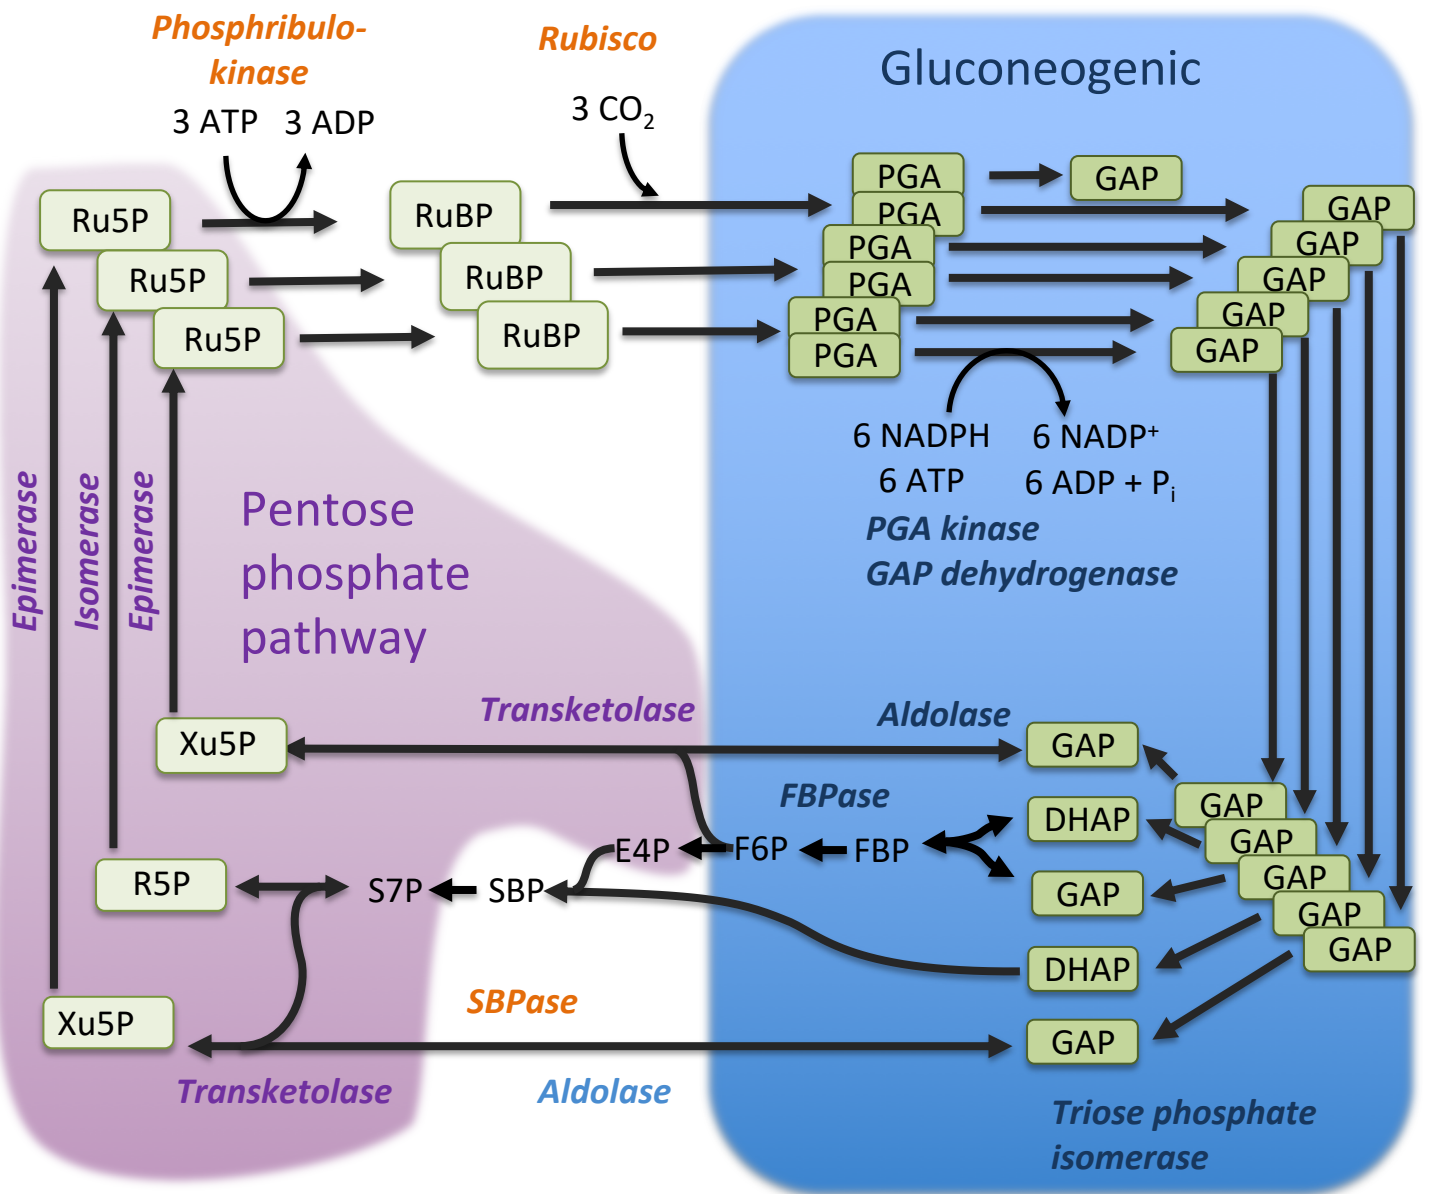 Phosphribulo-
kinase
Rubisco
Gluconeogenic
3 ATP
3 ADP
3 CO₂
PGA
GAP
Ru5P
RuBP
PGA
GAP
PGA
GAP
Ru5P
RuBP
PGA
GAP
Ru5P
RuBP
PGA
GAP
PGA
GAP
6 NADPH
6 NADP⁺
6 ATP
6 ADP + Pᵢ
PGA kinase
GAP dehydrogenase
Epimerase
Isomerase
Epimerase
Pentose
phosphate
pathway
Transketolase
Aldolase
Xu5P
GAP
FBPase
GAP
DHAP
GAP
E4P
F6P
FBP
GAP
R5P
S7P
SBP
GAP
GAP
GAP
DHAP
SBPase
Xu5P
GAP
Transketolase
Aldolase
Triose phosphate
isomerase